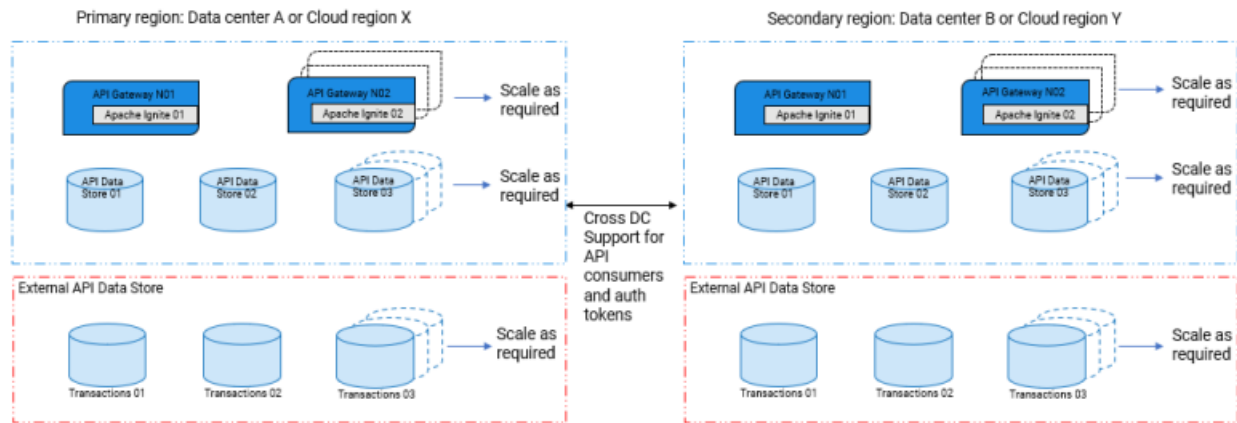 Primary region: Data center A or Cloud region X
Secondary region: Data center B or Cloud region Y
API Gateway N01
Apache Ignite 01
API Gateway N02
Apache Ignite 02
Scale as
required
API Data
Store 01
API Data
Store 02
API Data
Store 03
Scale as
required
External API Data Store
Transactions 01
Transactions 02
Transactions 03
Scale as
required
Cross DC
Support for
API
consumers
and auth
tokens
API Gateway N01
Apache Ignite 01
API Gateway N02
Apache Ignite 02
Scale as
required
API Data
Store 01
API Data
Store 02
API Data
Store 03
Scale as
required
External API Data Store
Transactions 01
Transactions 02
Transactions 03
Scale as
required